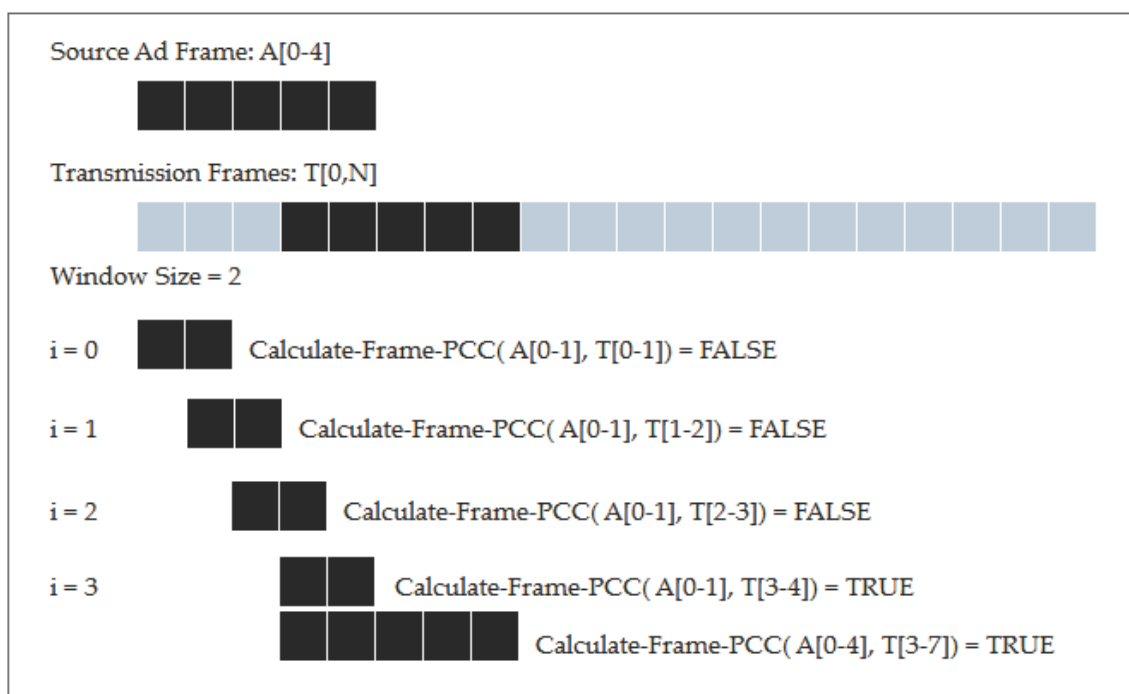 Source Ad Frame: A[0-4]
Transmission Frames: T[0,N]
Window Size = 2
i = 0 Calculate-Frame-PCC( A[0-1], T[0-1]) = FALSE
i = 1 Calculate-Frame-PCC( A[0-1], T[1-2]) = FALSE
i = 2 Calculate-Frame-PCC( A[0-1], T[2-3]) = FALSE
i = 3 Calculate-Frame-PCC( A[0-1], T[3-4]) = TRUE
Calculate-Frame-PCC( A[0-4], T[3-7]) = TRUE